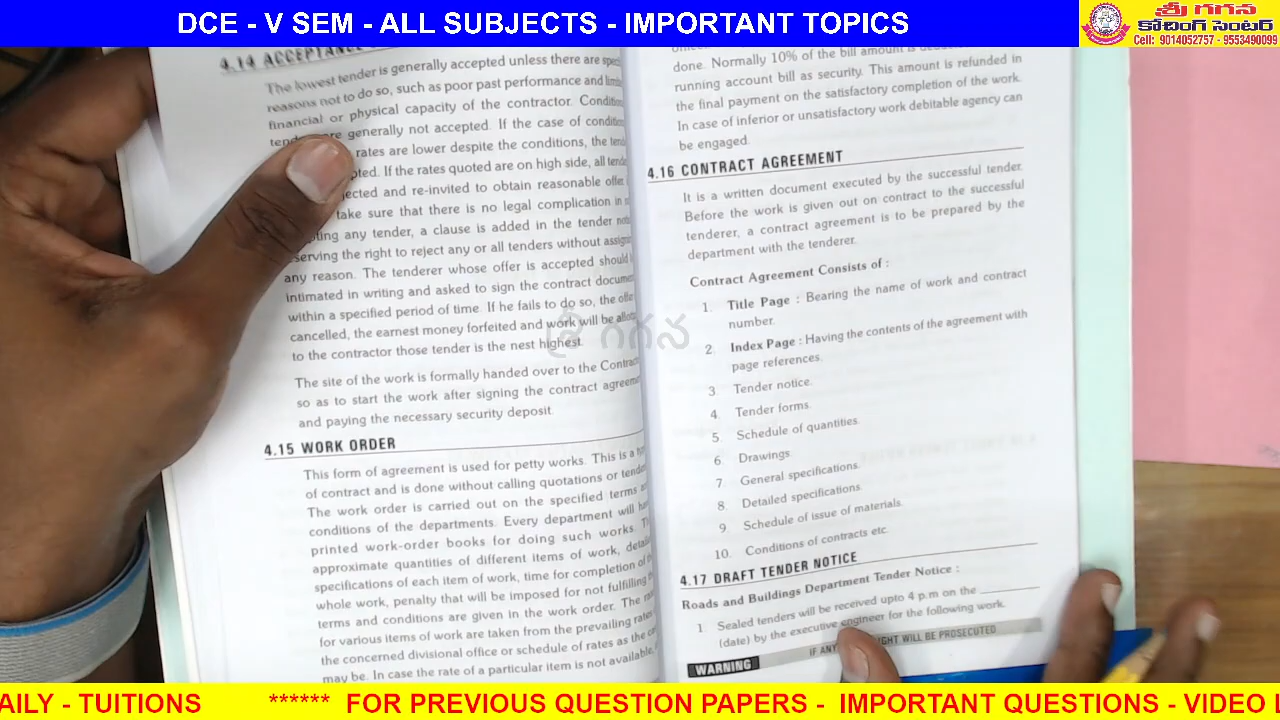 DCE - V SEM - ALL SUBJECTS - IMPORTANT TOPICS
శ్రీ గగన
కోచింగ్ సెంటర్
Cell: 9014052757 - 9553490099
4.14 ACCEPTANCE
The lowest tender is generally accepted unless there are
reasons not to do so, such as poor past performance and
financial or physical capacity of the contractor.
generally not accepted. If the case of
rates are lower despite the conditions, the
If the rates quoted are on high side, all
and re-invited to obtain reasonable
take sure that there is no legal complication in
any tender, a clause is added in the tender
the right to reject any or all tenders without
any reason. The tenderer whose offer is accepted should
intimated in writing and asked to sign the contract
within a specified period of time. If he fails to do so, the
cancelled, the earnest money forfeited and work will be
to the contractor those tender is the nest highest.
The site of the work is formally handed over to the
so as to start the work after signing the contract
and paying the necessary security deposit.
4.15 WORK ORDER
This form of agreement is used for petty works. This is a
of contract and is done without calling quotations or
The work order is carried out on the specified terms
conditions of the departments. Every department will
printed work-order books for doing such works.
approximate quantities of different items of work,
specifications of each item of work, time for completion of
whole work, penalty that will be imposed for not fulfilling
terms and conditions are given in the work order. The
for various items of work are taken from the prevailing
the concerned divisional office or schedule of rates as the
may be. In case the rate of a particular item is not available,
done. Normally 10% of the bill amount is
running account bill as security. This amount is refunded in
the final payment on the satisfactory completion of the work.
In case of inferior or unsatisfactory work debitable agency can
be engaged.
4.16 CONTRACT AGREEMENT
It is a written document executed by the successful tender.
Before the work is given out on contract to the successful
tenderer, a contract agreement is to be prepared by the
department with the tenderer.
Contract Agreement Consists of :
1. Title Page : Bearing the name of work and contract
number.
2. Index Page : Having the contents of the agreement with
page references.
3. Tender notice.
4. Tender forms.
5. Schedule of quantities.
6. Drawings.
7. General specifications.
8. Detailed specifications.
9. Schedule of issue of materials.
10. Conditions of contracts etc.
4.17 DRAFT TENDER NOTICE
Roads and Buildings Department Tender Notice :
1. Sealed tenders will be received upto 4 p.m on the
(date) by the executive engineer for the following work.
WARNING IF ANY WILL BE PROSECUTED
శ్రీ గగన
AILY - TUITIONS ****** FOR PREVIOUS QUESTION PAPERS - IMPORTANT QUESTIONS - VIDEO